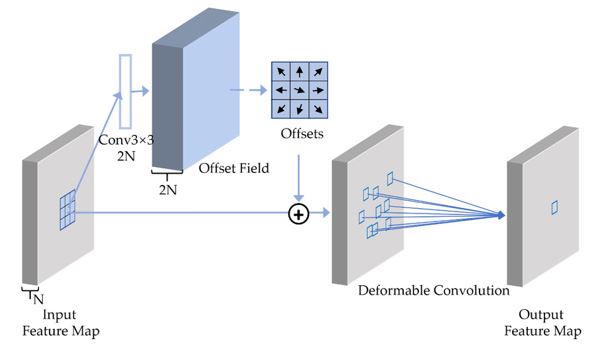 Conv3×3
2N
Offset Field
2N
Offsets
N
Input
Feature Map
Deformable Convolution
Output
Feature Map